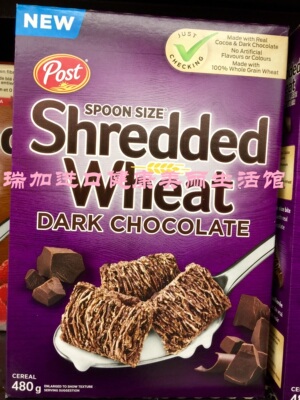 NEW
JUST
CHECKING
Made with Real
Cocoa & Dark Chocolate
No Artificial
Flavours or Colours
Made with
100% Whole Grain Wheat
Post
SPOON SIZE
Shredded
Wheat
瑞加进口健康美丽生活馆
DARK CHOCOLATE
CEREAL
480 g
ENLARGED TO SHOW TEXTURE
SERVING SUGGESTION